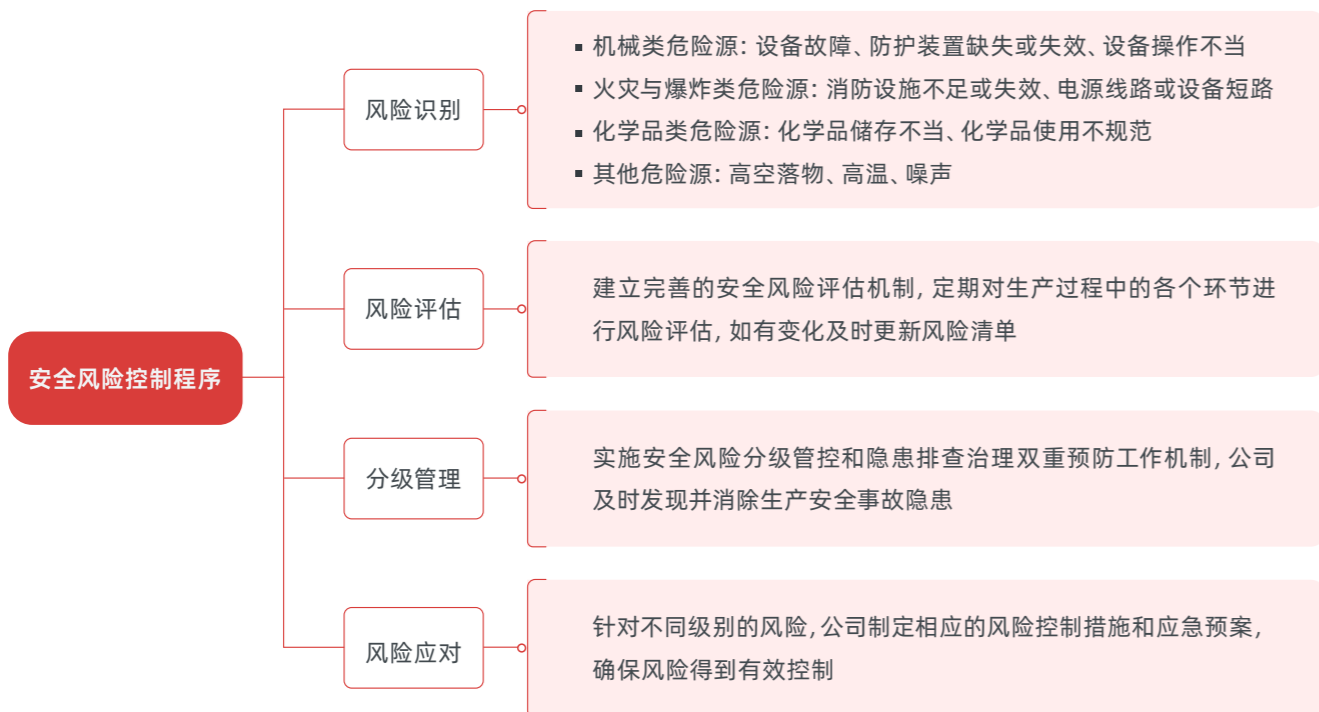 安全风险控制程序
风险识别
▪ 机械类危险源：设备故障、防护装置缺失或失效、设备操作不当
▪ 火灾与爆炸类危险源：消防设施不足或失效、电源线路或设备短路
▪ 化学品类危险源：化学品储存不当、化学品使用不规范
▪ 其他危险源：高空落物、高温、噪声
风险评估
建立完善的安全风险评估机制，定期对生产过程中的各个环节进
行风险评估，如有变化及时更新风险清单
分级管理
实施安全风险分级管控和隐患排查治理双重预防工作机制，公司
及时发现并消除生产安全事故隐患
风险应对
针对不同级别的风险，公司制定相应的风险控制措施和应急预案，
确保风险得到有效控制